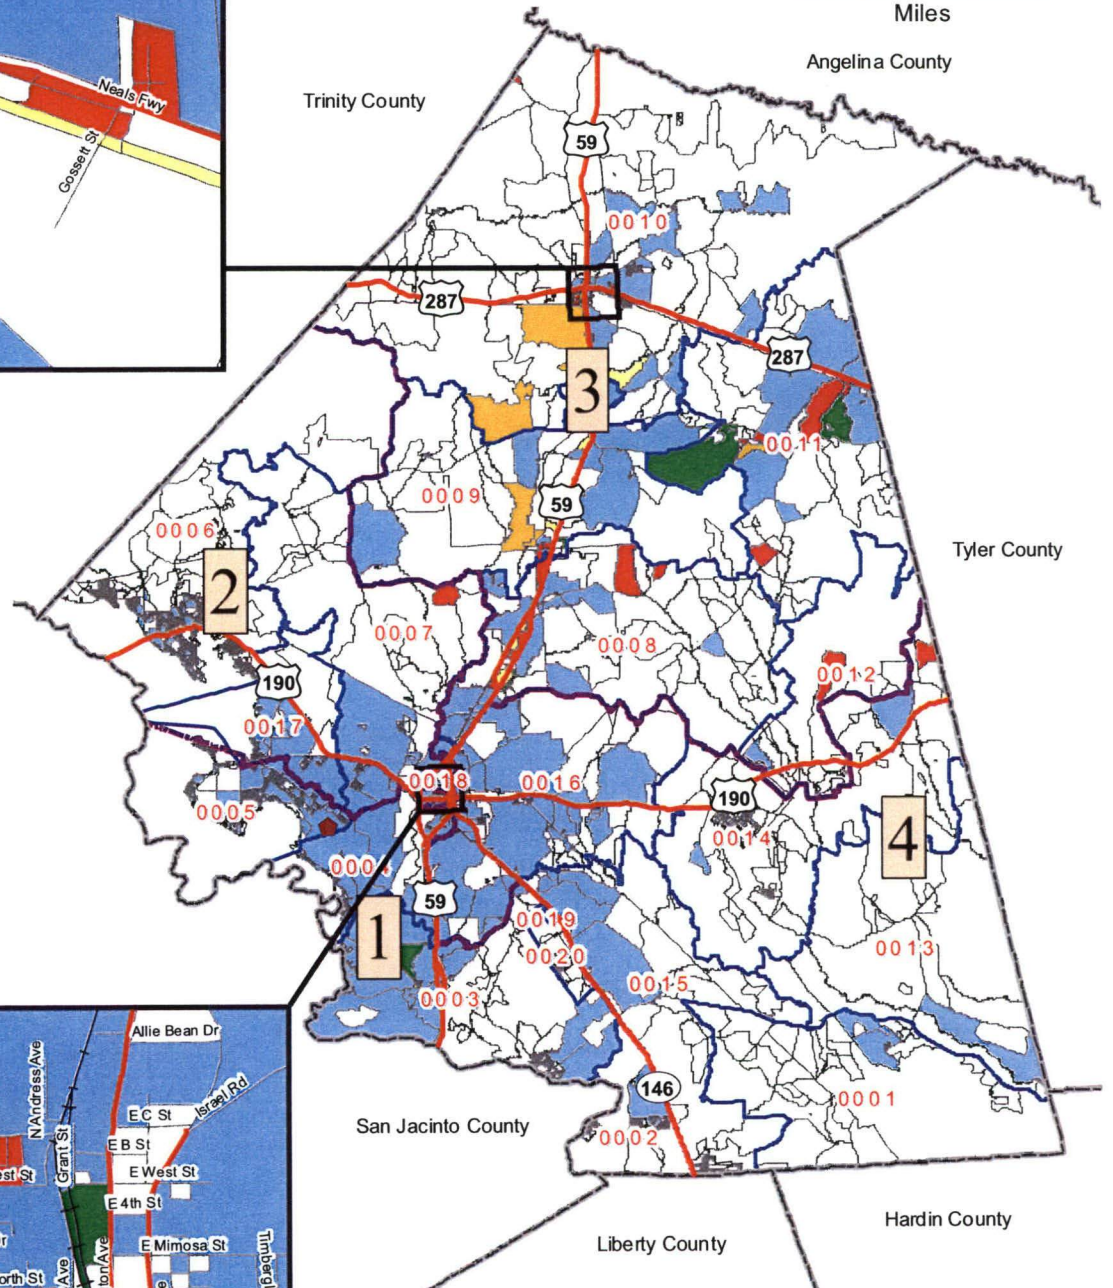 Miles
Angelina County
Trinity County
Neals Fwy
Gossett St
59
0010
287
287
3
0011
0009
59
0006
Tyler County
2
0007
0008
0012
190
0017
0018
0016
190
0005
0014
4
0004
59
1
0019
0013
0020
0015
0003
Allie Bean Dr
N Andress Ave
Israel Rd
146
E C St
0001
San Jacinto County
Grant St
E B St
0002
E West St
E 4th St
Hardin County
E Mimosa St
Liberty County
Ave